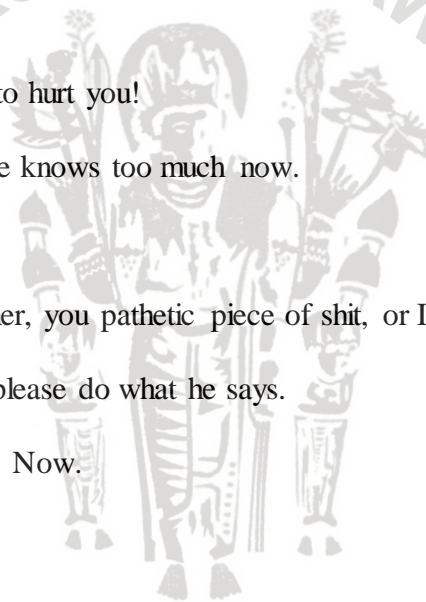 to hurt you!
e knows too much now.
er, you pathetic piece of shit, or I
please do what he says.
Now.